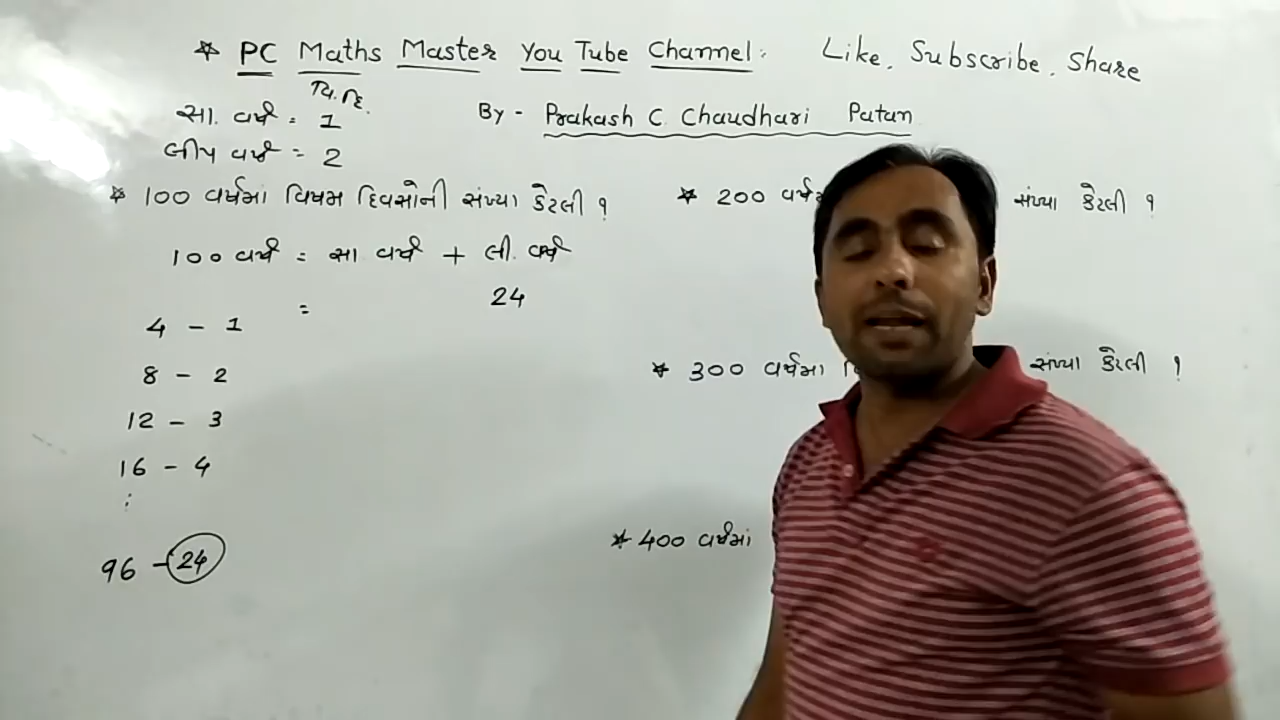 * PC Maths Master You Tube Channel. Like, Subscribe, Share
વિ.દિ.
સા. વર્ષ = 1
By - Prakash C. Chaudhari Patan
લીપ વર્ષ = 2
* 100 વર્ષમાં વિષમ દિવસોની સંખ્યા કેટલી ?
* 200 વર્ષ સંખ્યા કેટલી ?
100 વર્ષ = સા વર્ષ + લી. વર્ષ
= 24
4 - 1
8 - 2
12 - 3
16 - 4
:
96 - 24
* 300 વર્ષમા સંખ્યા કેટલી ?
* 400 વર્ષમાં